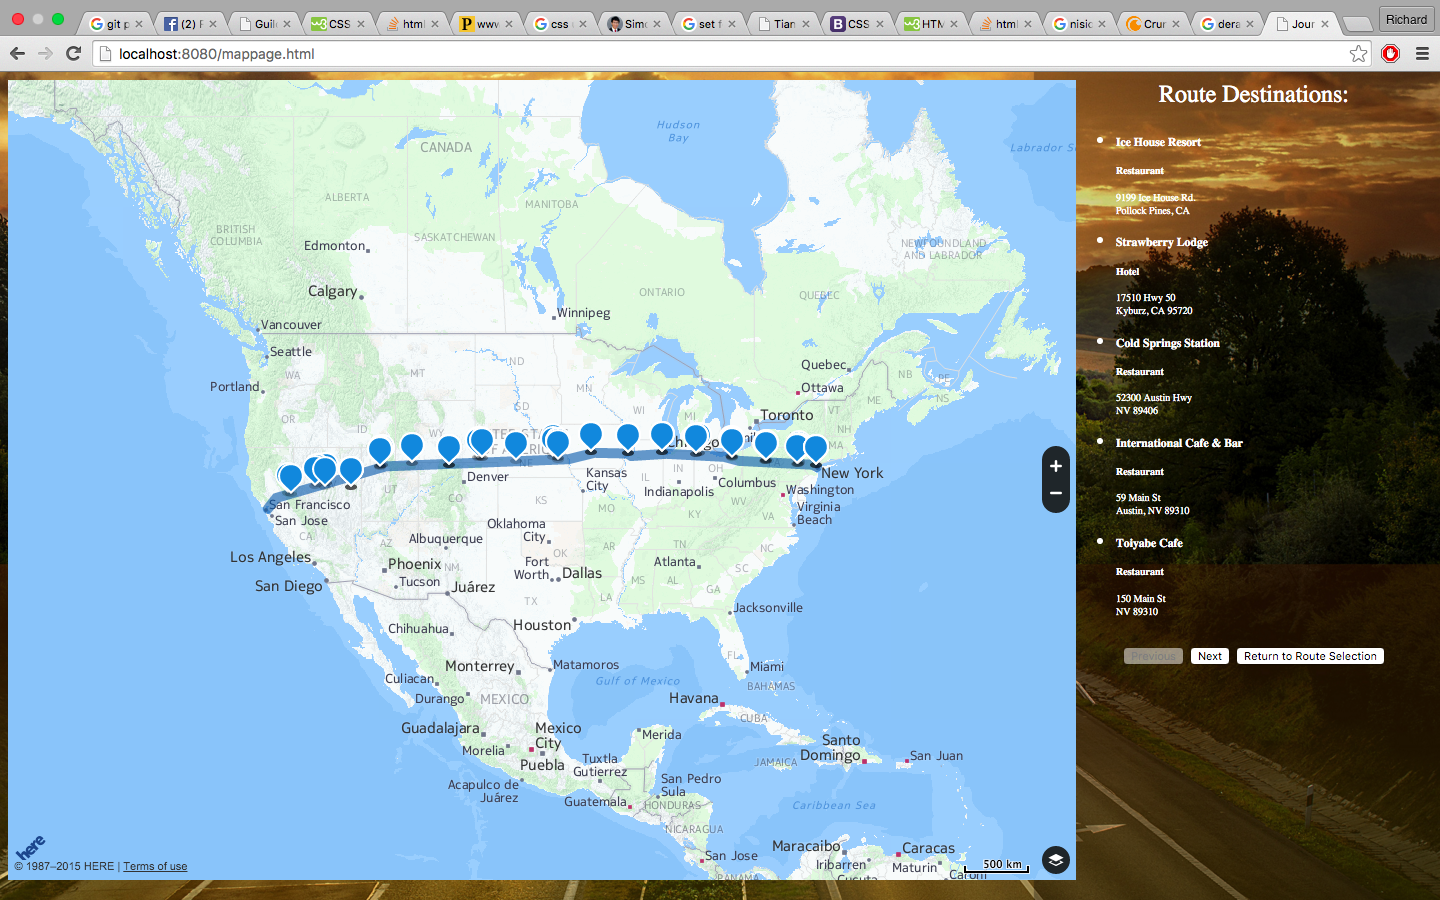 git p
(2) F
Guil
CSS
html
www
css
Simo
set f
Tian
CSS
HTM
html
nisio
Crun
dera
Jour
Richard
localhost:8080/mappage.html
Hudson
Bay
Labrador S
CANADA
ALBERTA
MANITOBA
BRITISH
COLUMBIA
SASKATCHEWAN
NEWFOUNDLAND
AND LABRADOR
Edmonton
Calgary
ONTARIO
QUEBEC
Winnipeg
Vancouver
Seattle
Quebec
Ottawa
PE
NB
NS
ME
WA
MT
ND
MN
Portland
OR
ID
SD
WI
MI
VT
NH
MA
Toronto
WY
UNITED STATES
OF AMERICA
Chicago
New York
San Francisco
San Jose
CA
UT
Denver
CO
Kansas
City
KS
IL
IN
OH
Indianapolis
Columbus
Washington
Virginia
Beach
MO
WV
VA
KY
Los Angeles
San Diego
AZ
Albuquerque
NM
Oklahoma
City
OK
AR
TN
NC
SC
Phoenix
Tucson
Juárez
Fort
Worth
Dallas
Atlanta
MS
AL
GA
LA
TX
Jacksonville
Chihuahua
Houston
FL
Monterrey
Matamoros
Miami
Culiacan
Gulf of Mexico
BAHAMAS
Durango
MEXICO
Havana
CUBA
Guadalajara
Mexico
City
Merida
Morelia
Puebla
Santo
Domingo
San Juan
JAMAICA
Tuxtla
Gutierrez
Acapulco de
Juárez
San Pedro
Sula
Guatemala
HONDURAS
Caribbean Sea
NICARAGUA
Maracaibo
Caracas
San Jose
Iribarren
Maturin
PANAMA
Cucuta
500 km
here
© 1987–2015 HERE | Terms of use
Route Destinations:
Ice House Resort
Restaurant
9199 Ice House Rd.
Pollock Pines, CA
Strawberry Lodge
Hotel
17510 Hwy 50
Kyburz, CA 95720
Cold Springs Station
Restaurant
52300 Austin Hwy
NV 89406
International Cafe & Bar
Restaurant
59 Main St
Austin, NV 89310
Toiyabe Cafe
Restaurant
150 Main St
NV 89310
Previous
Next
Return to Route Selection